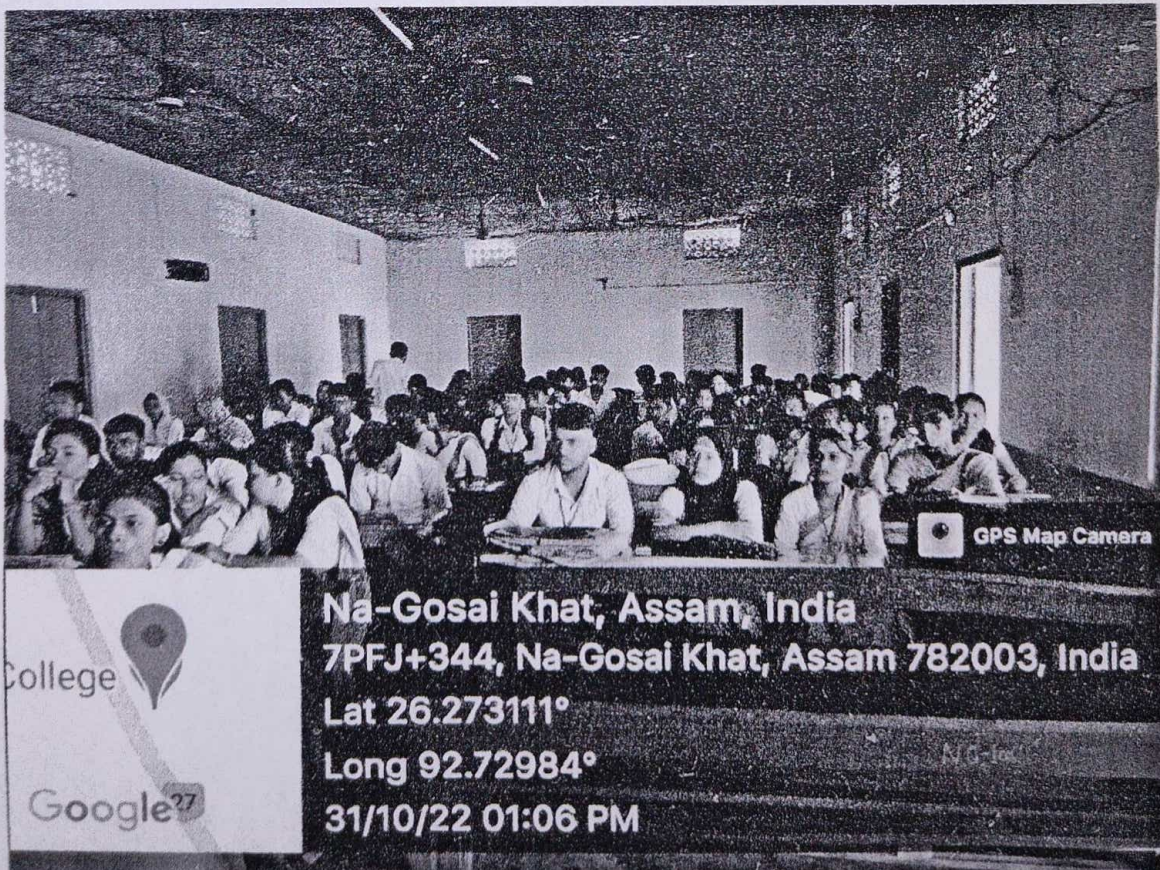 GPS Map Camera
Na-Gosai Khat, Assam, India
7PFJ+344, Na-Gosai Khat, Assam 782003, India
Lat 26.273111°
Long 92.72984°
31/10/22 01:06 PM
College
Google
27